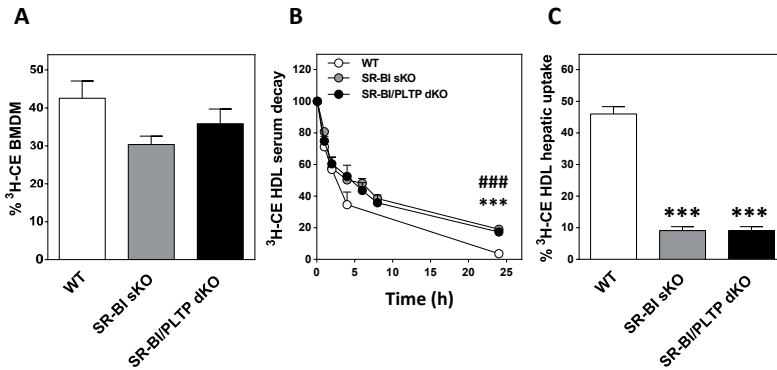 A
% ³H-CE BMDM
50
40
30
20
10
0
WT
SR-BI sKO
SR-BI/PLTP dKO
B
³H-CE HDL serum decay
120
100
80
60
40
20
0
WT
SR-BI sKO
SR-BI/PLTP dKO
###
***
0 5 10 15 20 25
Time (h)
C
% ³H-CE HDL hepatic uptake
70
60
50
40
30
20
10
0
*** ***
WT
SR-BI sKO
SR-BI/PLTP dKO